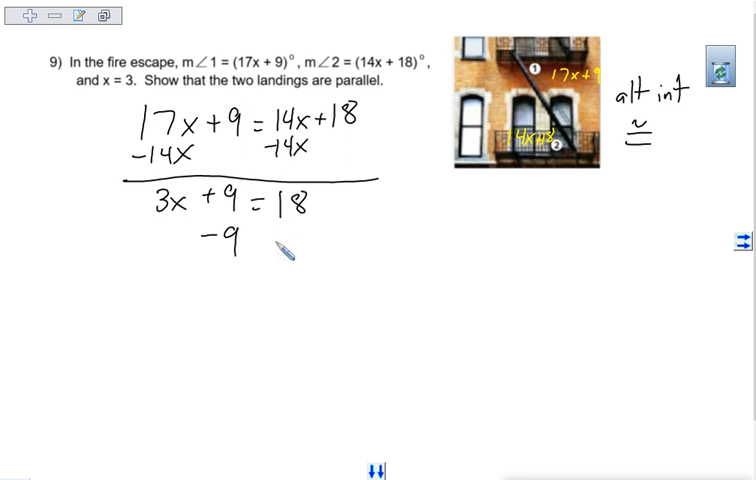 9) In the fire escape, m∠1 = (17x + 9)°, m∠2 = (14x + 18)°,
and x = 3. Show that the two landings are parallel.
1
17x+9
14x+18
2
alt int
≅
17x + 9 = 14x + 18
-14x -14x
3x + 9 = 18
-9